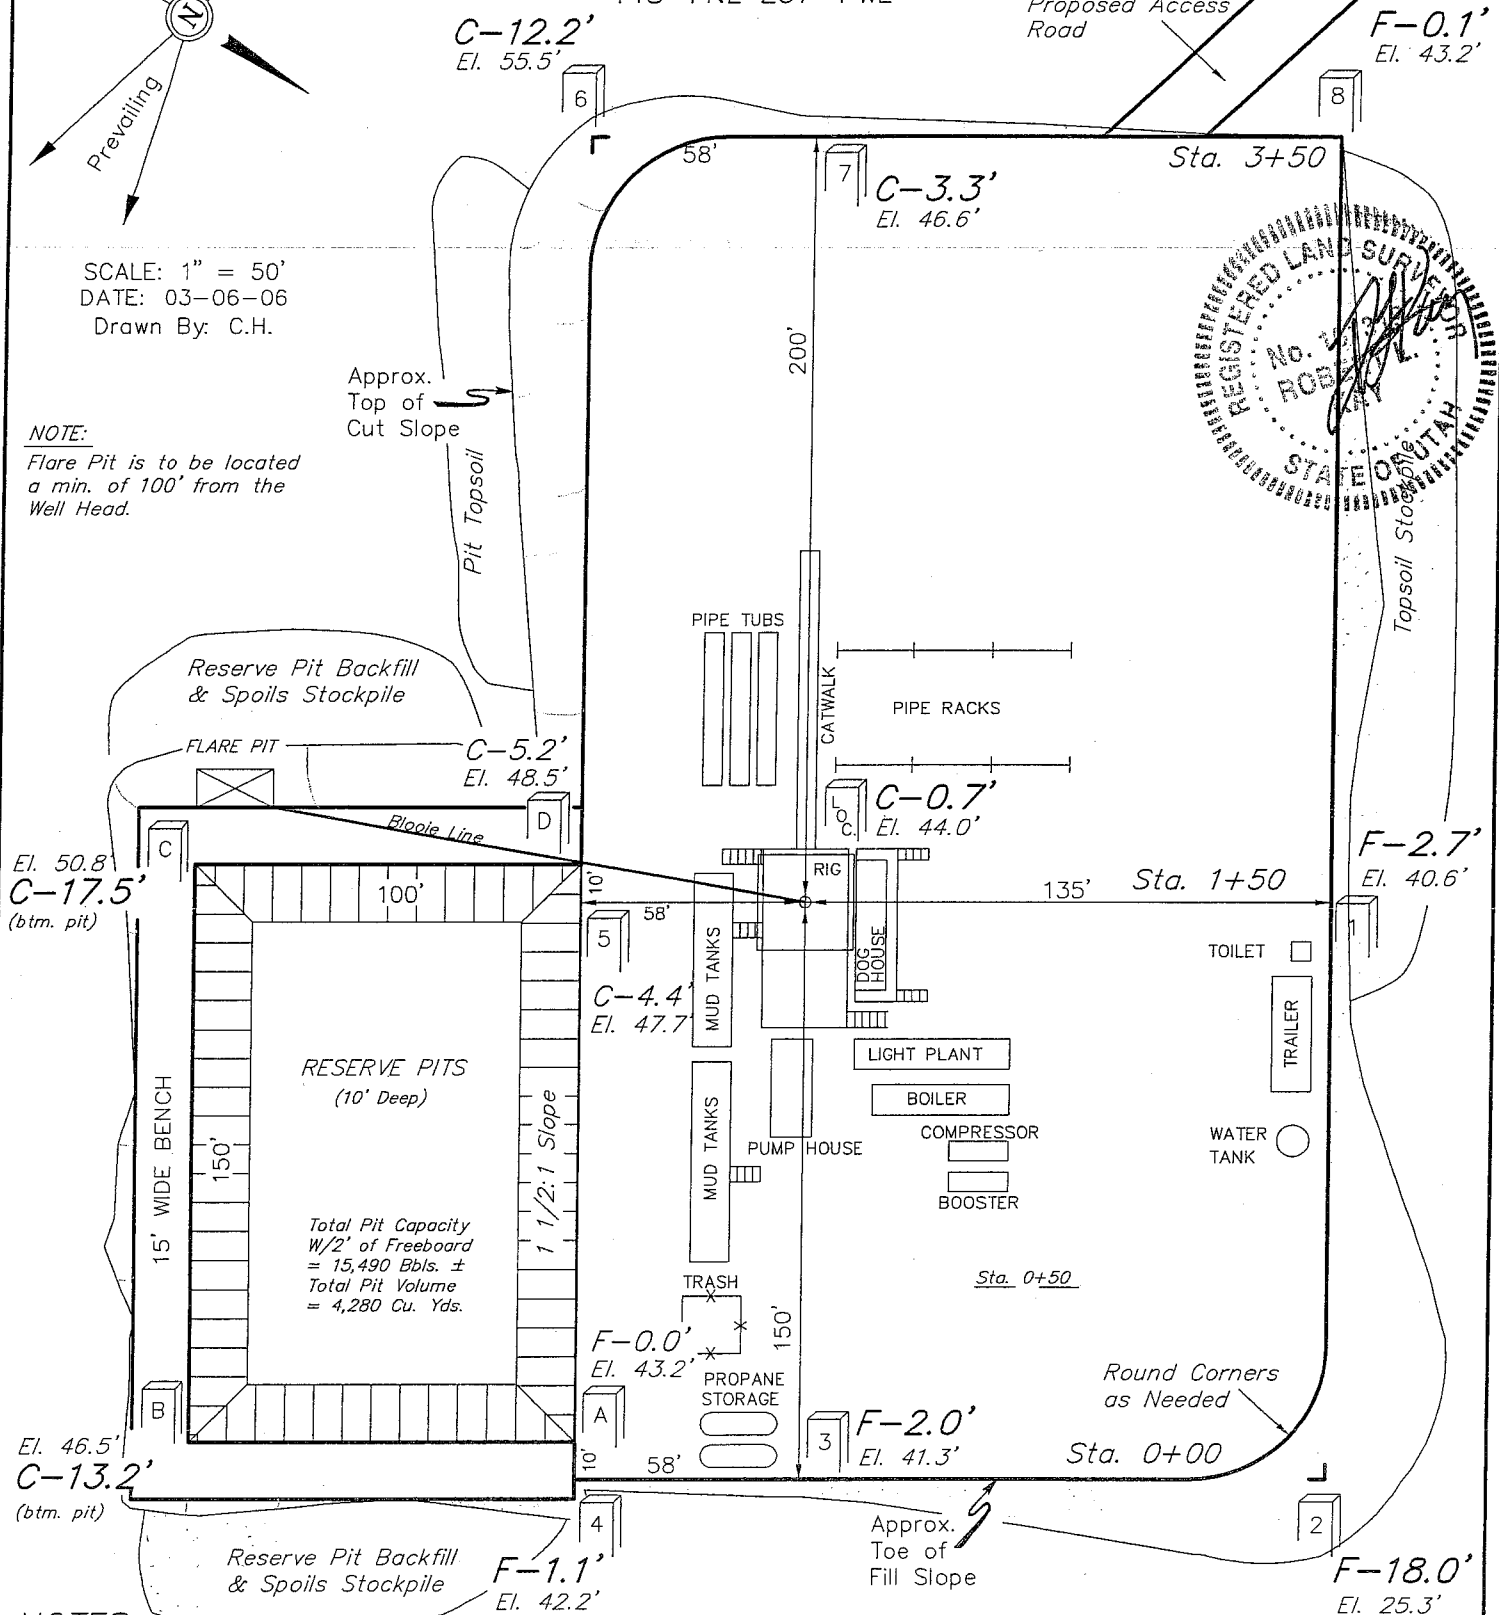 Proposed Access
Road
C-12.2'
El. 55.5'
F-0.1'
El. 43.2'
N
Prevailing
6
8
58'
7
Sta. 3+50
C-3.3'
El. 46.6'
SCALE: 1" = 50'
DATE: 03-06-06
Drawn By: C.H.
REGISTERED LAND SURVEYOR
No.
STATE OF UTAH
200'
Approx.
Top of
Cut Slope
NOTE:
Flare Pit is to be located
a min. of 100' from the
Well Head.
Pit Topsoil
Topsoil Stockpile
PIPE TUBS
CATWALK
PIPE RACKS
Reserve Pit Backfill
& Spoils Stockpile
FLARE PIT
C-5.2'
El. 48.5'
D
Blooie Line
LOC.
C-0.7'
El. 44.0'
C
El. 50.8'
C-17.5'
(btm. pit)
100'
10'
58'
RIG
135'
Sta. 1+50
F-2.7'
El. 40.6'
1
5
C-4.4'
El. 47.7'
MUD TANKS
DOG
HOUSE
TOILET
TRAILER
RESERVE PITS
(10' Deep)
LIGHT PLANT
BOILER
COMPRESSOR
BOOSTER
PUMP HOUSE
WATER
TANK
15' WIDE BENCH
150'
1 1/2:1 Slope
MUD TANKS
Total Pit Capacity
W/2' of Freeboard
= 15,490 Bbls. ±
Total Pit Volume
= 4,280 Cu. Yds.
TRASH
Sta. 0+50
150'
F-0.0'
El. 43.2'
PROPANE
STORAGE
Round Corners
as Needed
B
A
3
F-2.0'
El. 41.3'
El. 46.5'
C-13.2'
(btm. pit)
10'
58'
Sta. 0+00
4
2
Reserve Pit Backfill
& Spoils Stockpile
F-1.1'
El. 42.2'
Approx.
Toe of
Fill Slope
F-18.0'
El. 25.3'